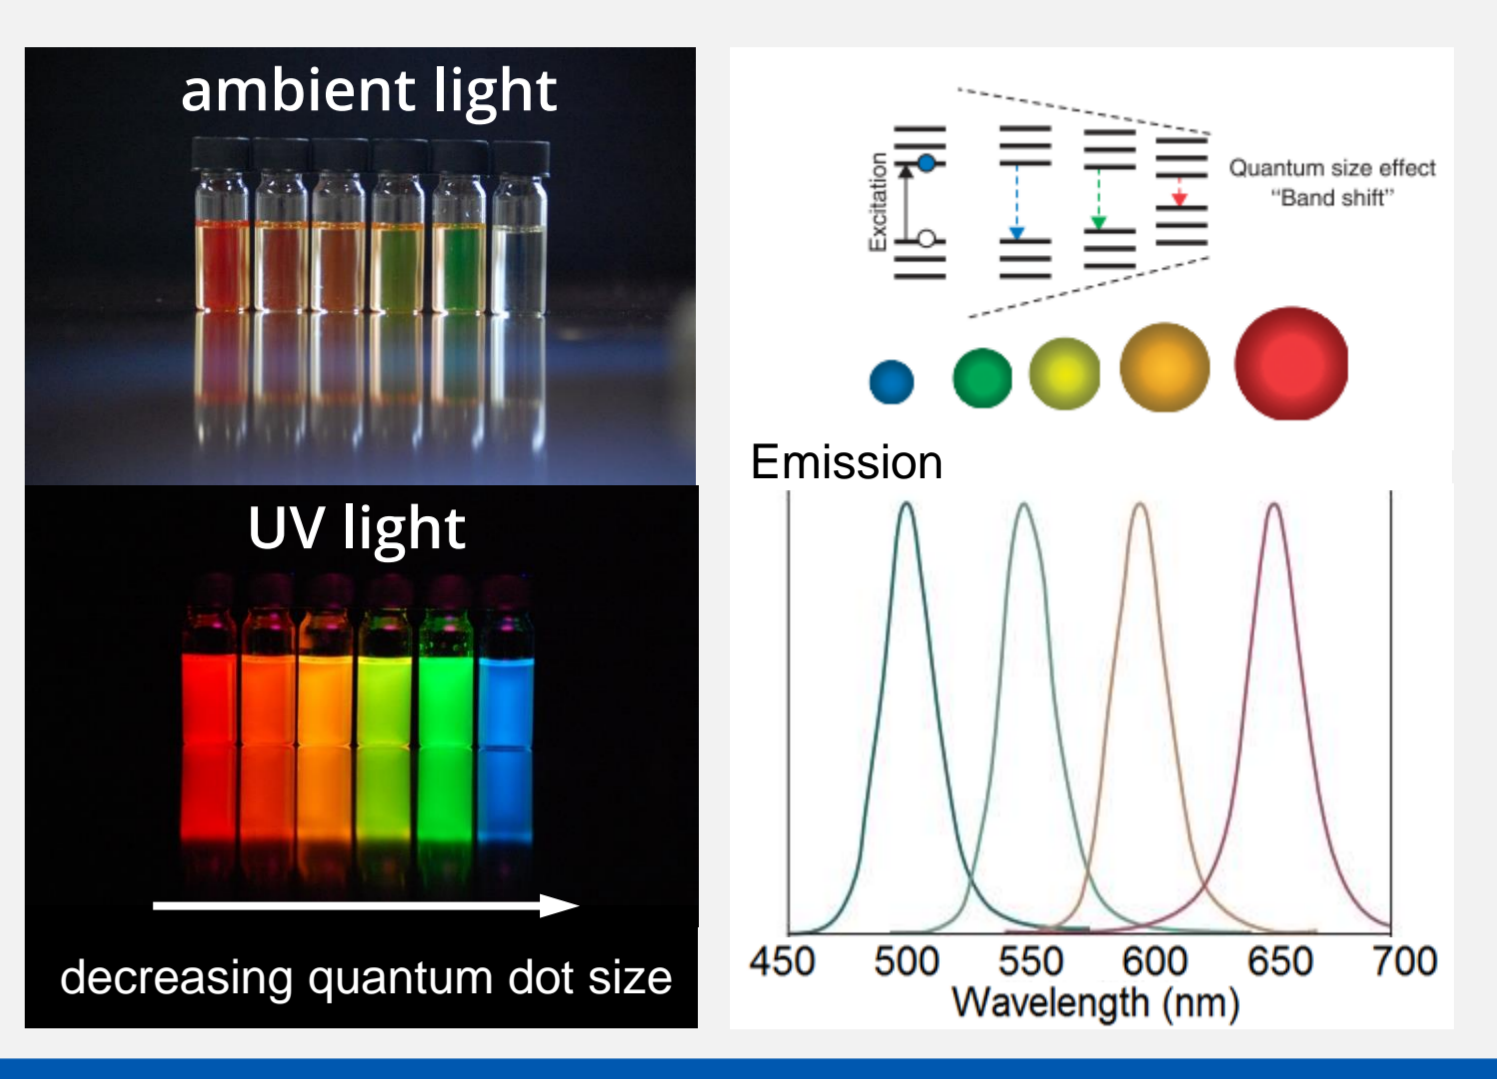 ambient light
UV light
decreasing quantum dot size
Excitation
Quantum size effect
“Band shift”
Emission
450 500 550 600 650 700
Wavelength (nm)